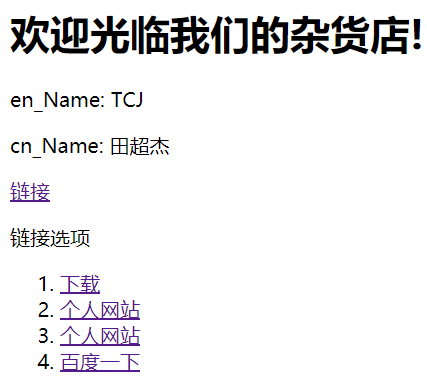 欢迎光临我们的杂货店!
en_Name: TCJ
cn_Name: 田超杰
链接
链接选项
1. 下载
2. 个人网站
3. 个人网站
4. 百度一下